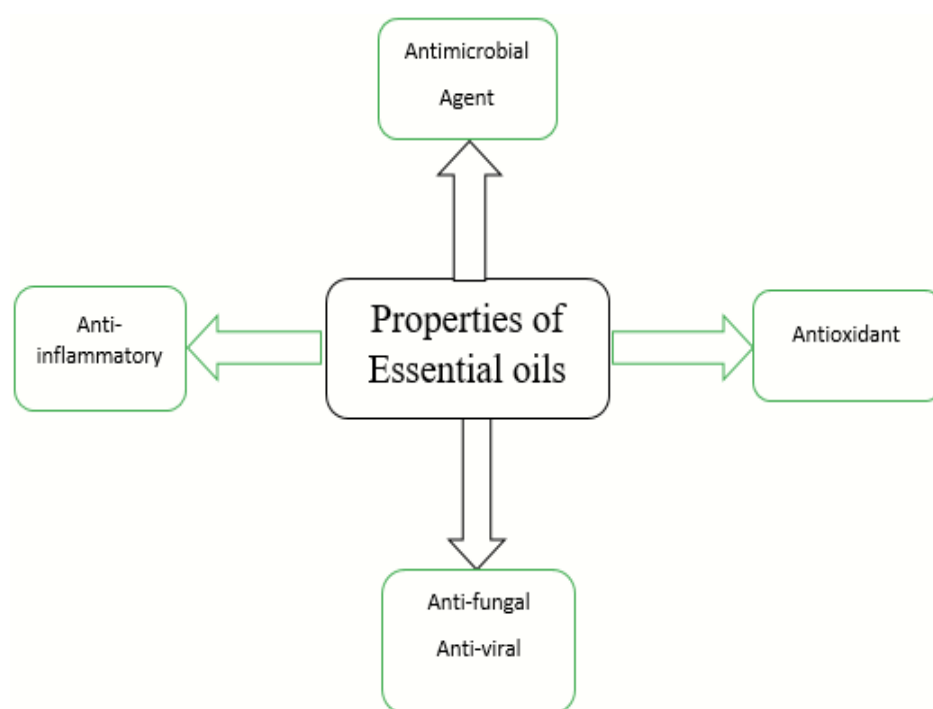 Antimicrobial
Agent
Properties of
Essential oils
Anti-
inflammatory
Antioxidant
Anti-fungal
Anti-viral